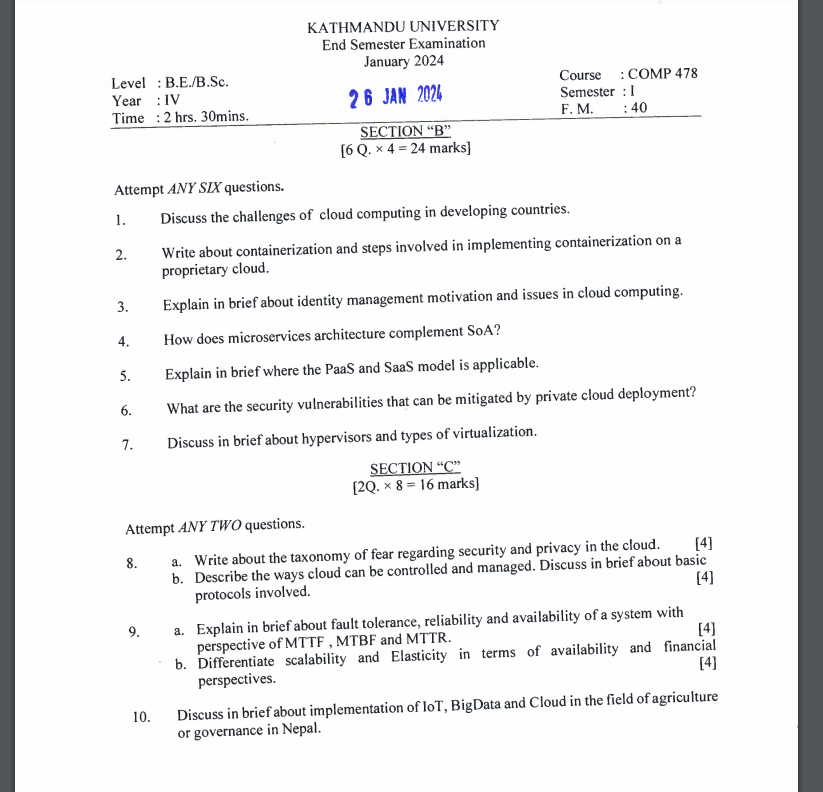 KATHMANDU UNIVERSITY
End Semester Examination
January 2024
Level : B.E./B.Sc.
Year : IV
Time : 2 hrs. 30mins.
26 JAN 2024
Course : COMP 478
Semester : I
F. M. : 40
SECTION “B”
[6 Q. × 4 = 24 marks]
Attempt ANY SIX questions.
1. Discuss the challenges of cloud computing in developing countries.
2. Write about containerization and steps involved in implementing containerization on a
proprietary cloud.
3. Explain in brief about identity management motivation and issues in cloud computing.
4. How does microservices architecture complement SoA?
5. Explain in brief where the PaaS and SaaS model is applicable.
6. What are the security vulnerabilities that can be mitigated by private cloud deployment?
7. Discuss in brief about hypervisors and types of virtualization.
SECTION “C”
[2Q. × 8 = 16 marks]
Attempt ANY TWO questions.
8. a. Write about the taxonomy of fear regarding security and privacy in the cloud. [4]
b. Describe the ways cloud can be controlled and managed. Discuss in brief about basic
protocols involved. [4]
9. a. Explain in brief about fault tolerance, reliability and availability of a system with
perspective of MTTF , MTBF and MTTR. [4]
b. Differentiate scalability and Elasticity in terms of availability and financial
perspectives. [4]
10. Discuss in brief about implementation of IoT, BigData and Cloud in the field of agriculture
or governance in Nepal.